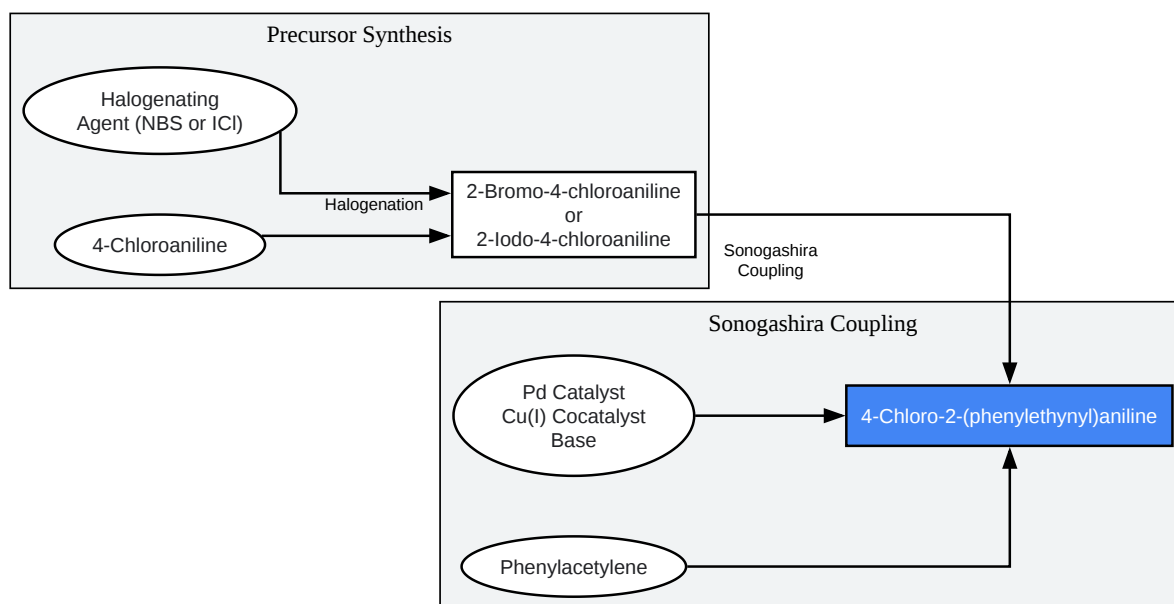 Precursor Synthesis
Halogenating
Agent (NBS or ICl)
Halogenation
4-Chloroaniline
2-Bromo-4-chloroaniline
or
2-Iodo-4-chloroaniline
Sonogashira
Coupling
Sonogashira Coupling
Pd Catalyst
Cu(I) Cocatalyst
Base
4-Chloro-2-(phenylethynyl)aniline
Phenylacetylene